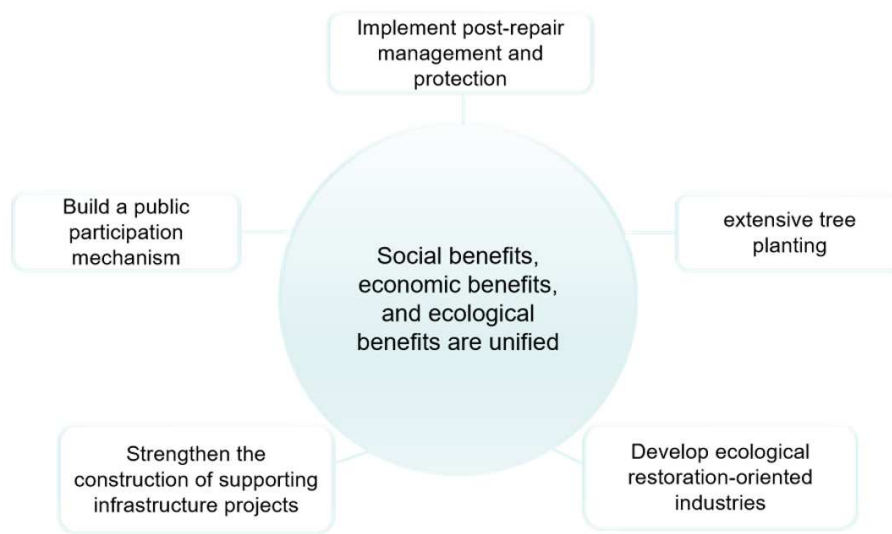 Implement post-repair
management and
protection
Build a public
participation
mechanism
extensive tree
planting
Social benefits,
economic benefits,
and ecological
benefits are unified
Strengthen the
construction of supporting
infrastructure projects
Develop ecological
restoration-oriented
industries